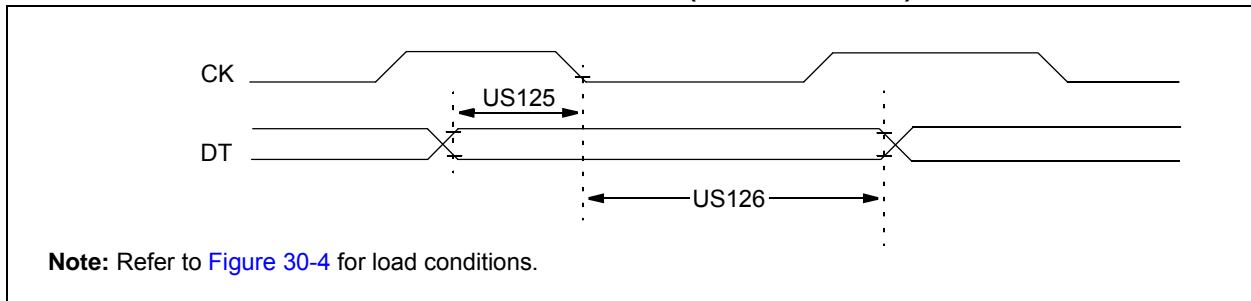 CK
US125
DT
US126
Note: Refer to Figure 30-4 for load conditions.